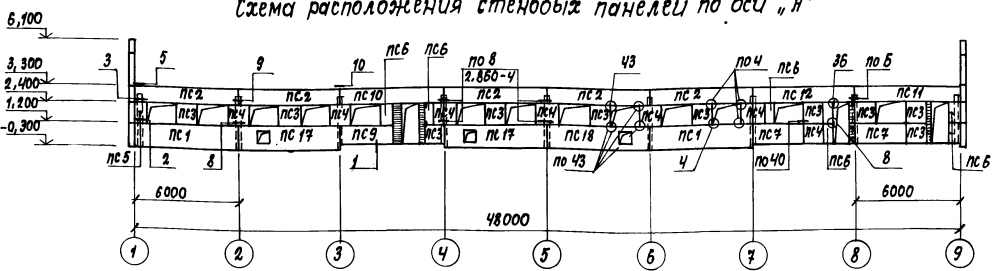 Схема расположения стеновых панелей по оси „А"
6,100
3,300
2,400
1,200
-0,300
3 5 9 10 пс6 пс6 по 8 2.860-4 43 по 4 пс6 36 по 5
пс2 пс2 пс10 пс2 пс2 пс2 пс12 пс11
пс3 пс4 пс3 пс4 пс3 пс4 пс3 пс4 пс3 пс4 пс3 пс4 пс3 пс3
пс1 пс17 пс9 пс3 пс17 пс18 пс1 пс7 пс4 пс7 пс3
пс5 2 8 1 по 43 4 по 40 пс6 8 пс6
6000 6000
48000
1 2 3 4 5 6 7 8 9